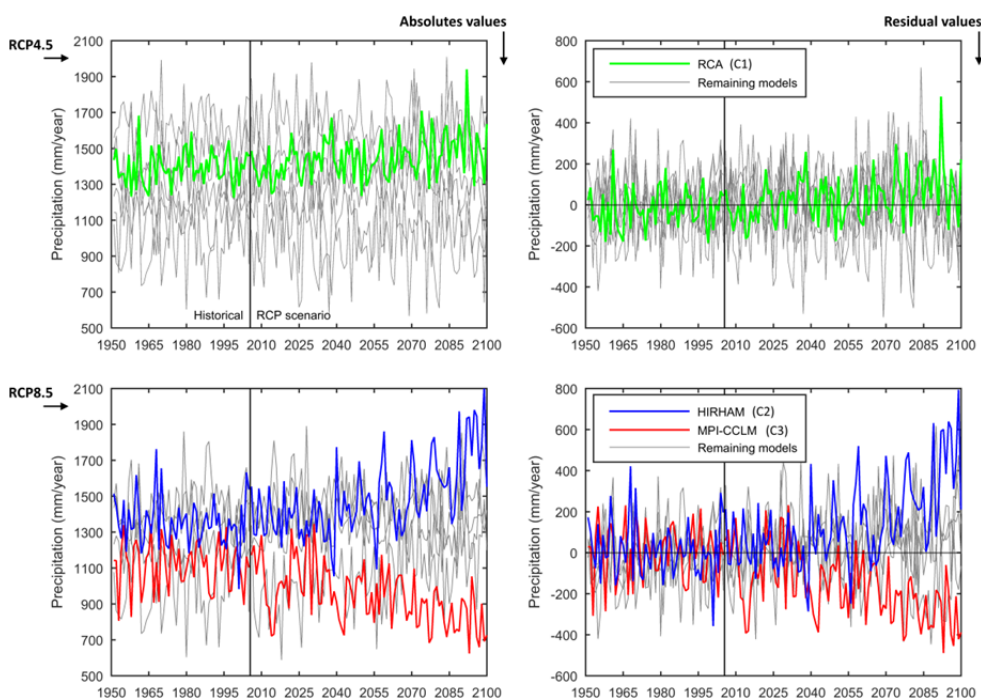 Absolutes values
Residual values
RCP4.5
2100
1900
1700
1500
1300
1100
900
700
500
Precipitation (mm/year)
Historical
RCP scenario
1950 1965 1980 1995 2010 2025 2040 2055 2070 2085 2100
800
600
400
200
0
-200
-400
-600
Precipitation (mm/year)
RCA (C1)
Remaining models
1950 1965 1980 1995 2010 2025 2040 2055 2070 2085 2100
RCP8.5
2100
1900
1700
1500
1300
1100
900
700
500
Precipitation (mm/year)
1950 1965 1980 1995 2010 2025 2040 2055 2070 2085 2100
800
600
400
200
0
-200
-400
-600
Precipitation (mm/year)
HIRHAM (C2)
MPI-CCLM (C3)
Remaining models
1950 1965 1980 1995 2010 2025 2040 2055 2070 2085 2100